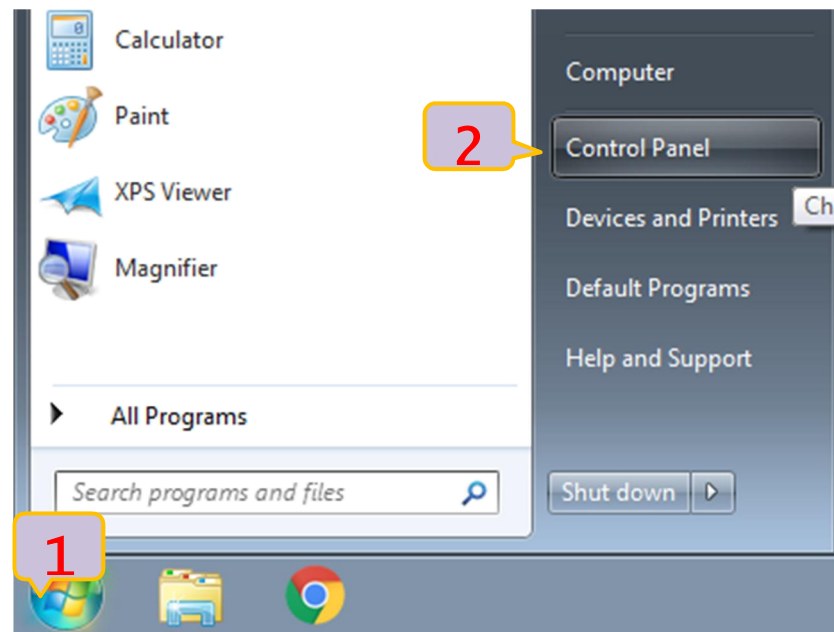 Calculator
Paint
XPS Viewer
Magnifier
All Programs
Search programs and files
Computer
2
Control Panel
Ch
Devices and Printers
Default Programs
Help and Support
Shut down
1